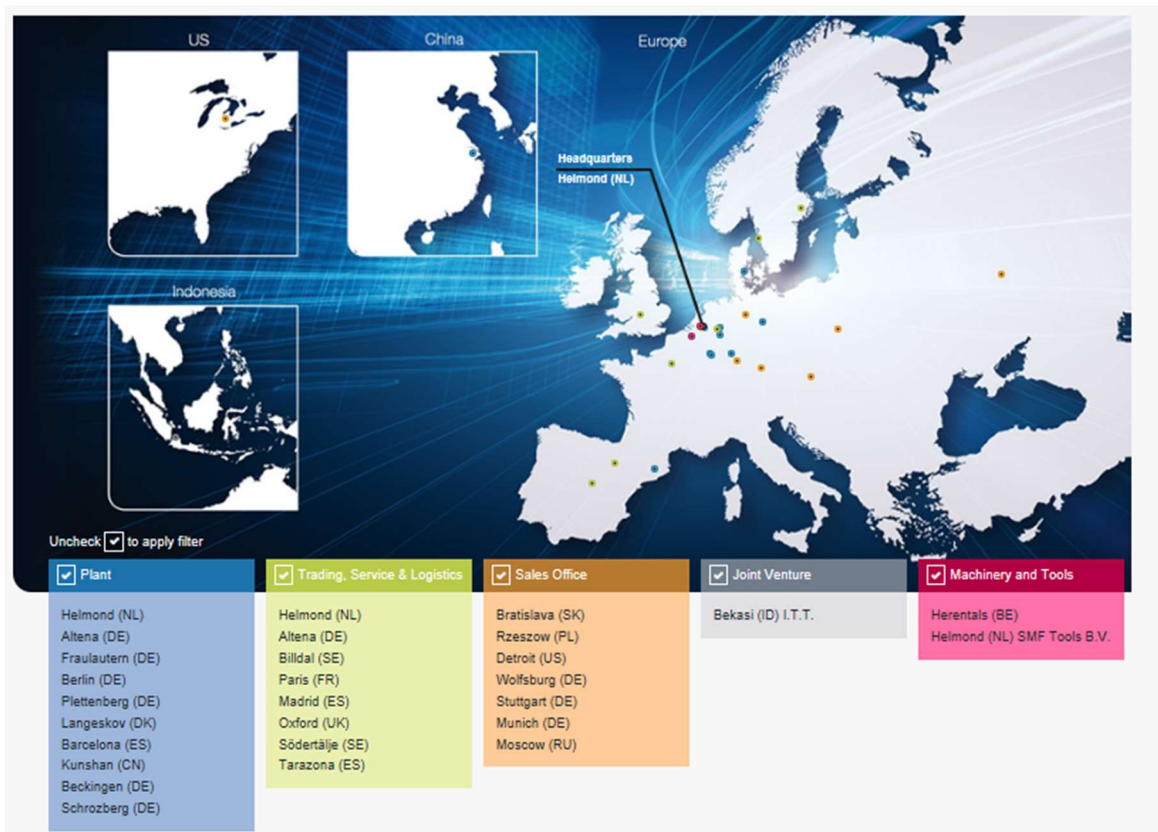 US
China
Europe
Headquarters
Helmond (NL)
Indonesia
Uncheck to apply filter
Plant
Helmond (NL)
Altena (DE)
Fraulautern (DE)
Berlin (DE)
Plettenberg (DE)
Langeskov (DK)
Barcelona (ES)
Kunshan (CN)
Beckingen (DE)
Schrozberg (DE)
Trading, Service & Logistics
Helmond (NL)
Altena (DE)
Billdal (SE)
Paris (FR)
Madrid (ES)
Oxford (UK)
Södertälje (SE)
Tarazona (ES)
Sales Office
Bratislava (SK)
Rzeszow (PL)
Detroit (US)
Wolfsburg (DE)
Stuttgart (DE)
Munich (DE)
Moscow (RU)
Joint Venture
Bekasi (ID) I.T.T.
Machinery and Tools
Herentals (BE)
Helmond (NL) SMF Tools B.V.